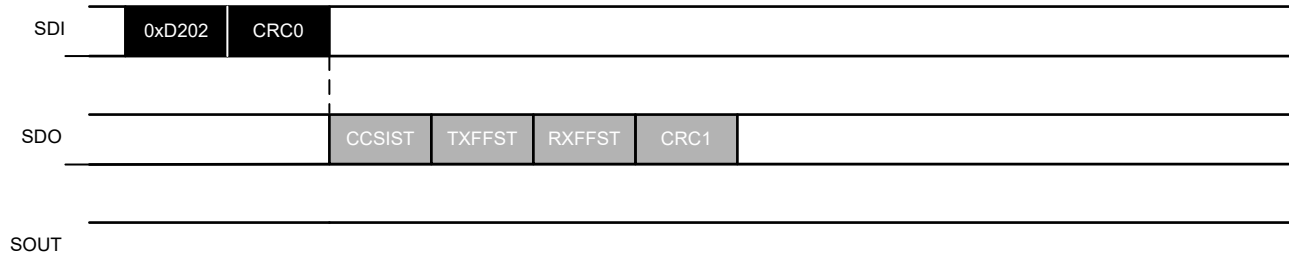 SDI 0xD202 CRC0
SDO CCSIST TXFFST RXFFST CRC1
SOUT